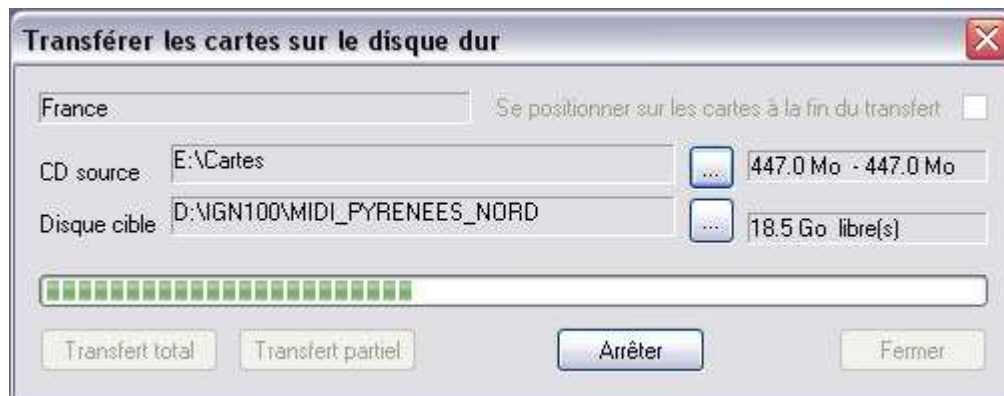 Transférer les cartes sur le disque dur
France
Se positionner sur les cartes à la fin du transfert
CD source
E:\Cartes
...
447.0 Mo - 447.0 Mo
Disque cible
D:\IGN100\MIDI_PYRENEES_NORD
...
18.5 Go libre(s)
Transfert total
Transfert partiel
Arrêter
Fermer